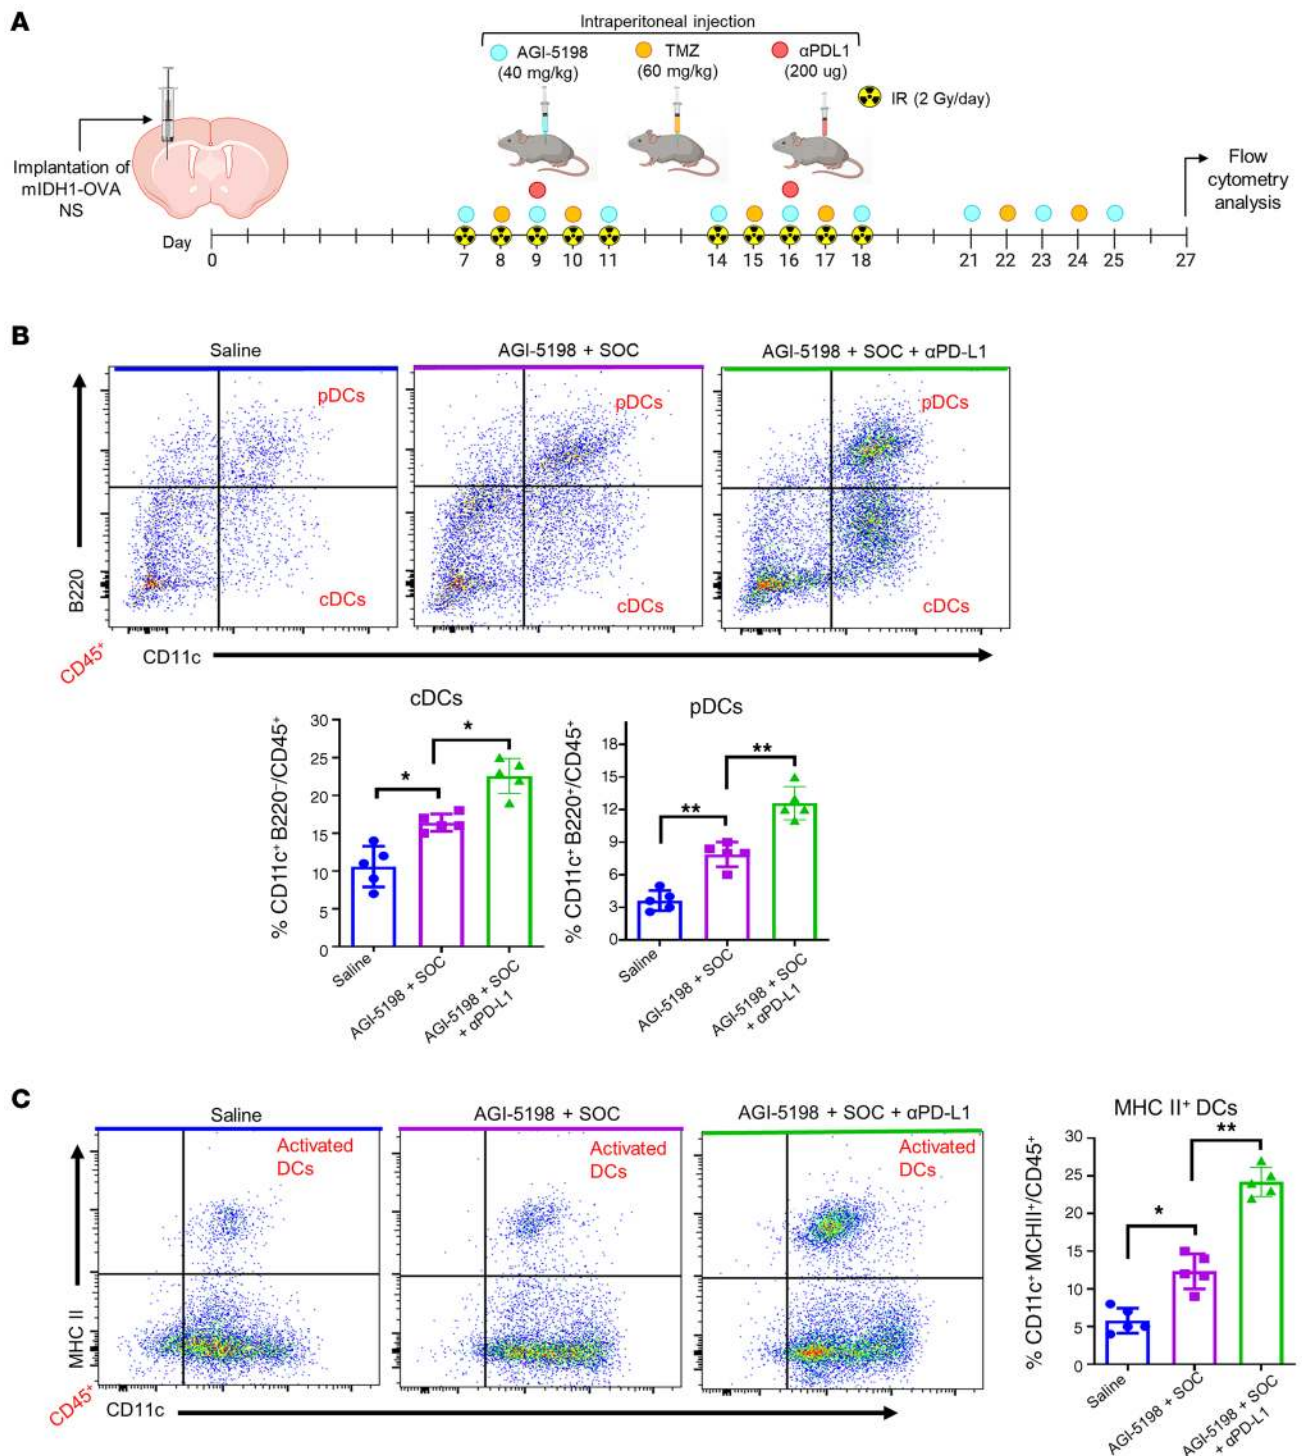 A
Intraperitoneal injection
AGI-5198
(40 mg/kg)
TMZ
(60 mg/kg)
αPDL1
(200 ug)
IR (2 Gy/day)
Implantation of
mIDH1-OVA
NS
Flow
cytometry
analysis
Day
0 7 8 9 10 11 14 15 16 17 18 21 22 23 24 25 27
B
Saline
AGI-5198 + SOC
AGI-5198 + SOC + αPD-L1
pDCs
pDCs
pDCs
cDCs
cDCs
cDCs
B220
CD45⁺
CD11c
cDCs
% CD11c⁺ B220⁻/CD45⁺
30
25
20
15
10
5
0
*
*
Saline
AGI-5198 + SOC
AGI-5198 + SOC
+ αPD-L1
pDCs
% CD11c⁺ B220⁺/CD45⁺
18
15
12
9
6
3
0
**
**
Saline
AGI-5198 + SOC
AGI-5198 + SOC
+ αPD-L1
C
Saline
AGI-5198 + SOC
AGI-5198 + SOC + αPD-L1
Activated
DCs
Activated
DCs
Activated
DCs
MHC II
CD45⁺
CD11c
MHC II⁺ DCs
% CD11c⁺ MCHII⁺/CD45⁺
30
25
20
15
10
5
0
*
**
Saline
AGI-5198 + SOC
AGI-5198 + SOC
+ αPD-L1